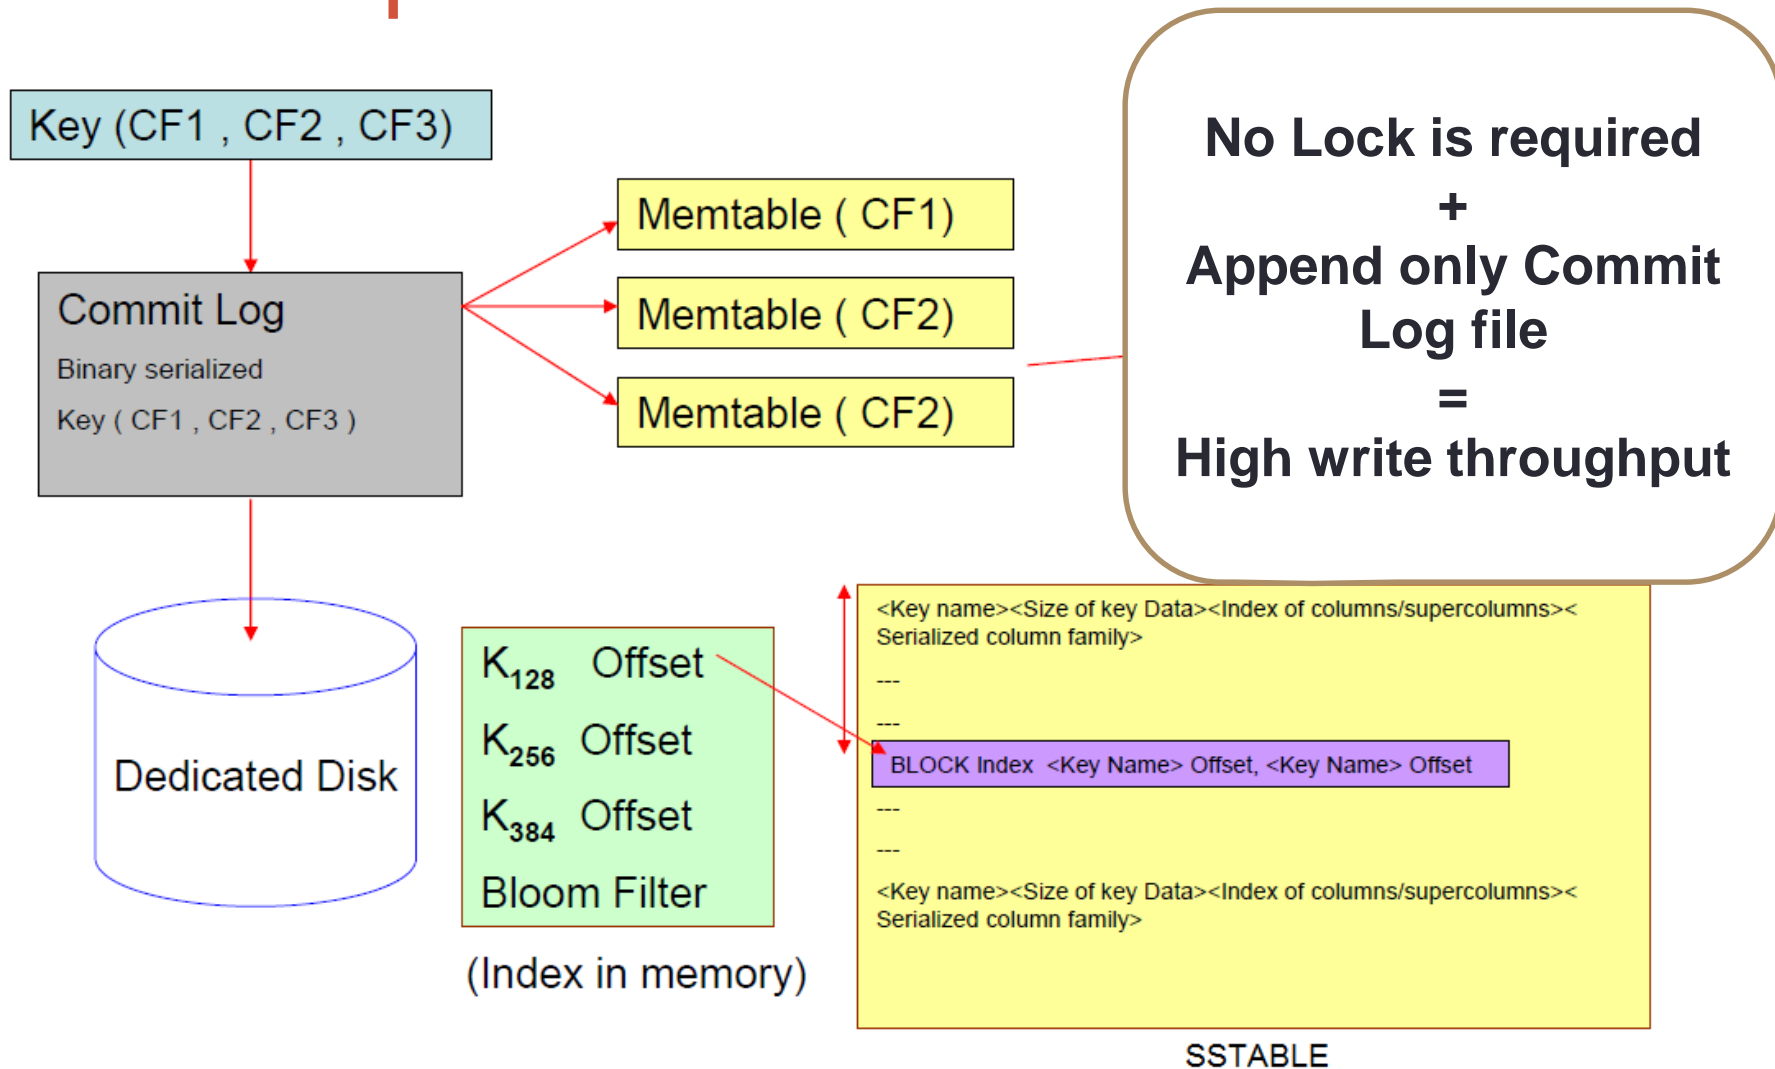 Key (CF1 , CF2 , CF3)
Commit Log
Binary serialized
Key ( CF1 , CF2 , CF3 )
Memtable ( CF1)
Memtable ( CF2)
Memtable ( CF2)
No Lock is required
+
Append only Commit
Log file
=
High write throughput
Dedicated Disk
K128 Offset
K256 Offset
K384 Offset
Bloom Filter
(Index in memory)
<Key name><Size of key Data><Index of columns/supercolumns><
Serialized column family>
---
---
BLOCK Index <Key Name> Offset, <Key Name> Offset
---
---
<Key name><Size of key Data><Index of columns/supercolumns><
Serialized column family>
SSTABLE